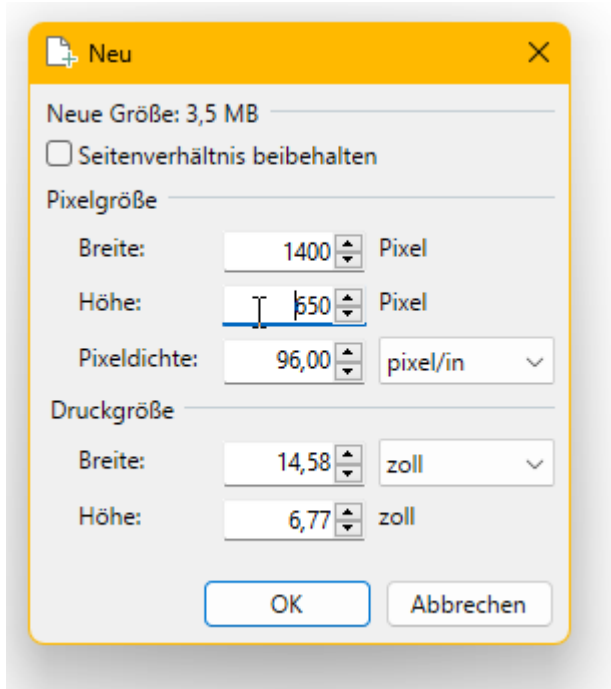 Neu
Neue Größe: 3,5 MB
Seitenverhältnis beibehalten
Pixelgröße
Breite: 1400 Pixel
Höhe: 650 Pixel
Pixeldichte: 96,00 pixel/in
Druckgröße
Breite: 14,58 zoll
Höhe: 6,77 zoll
OK Abbrechen